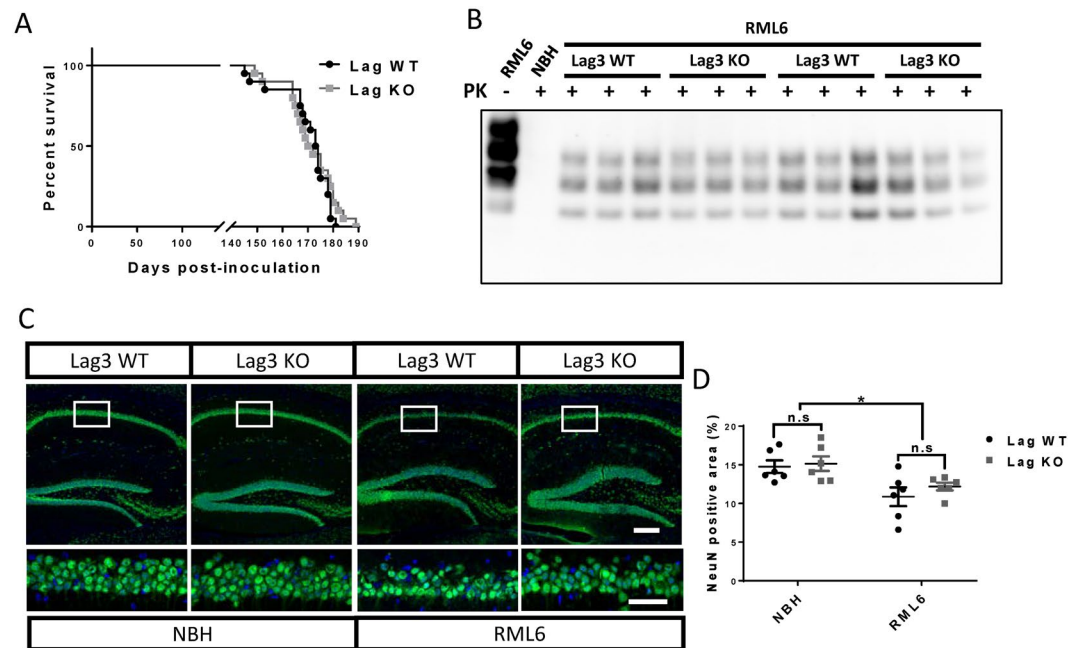 A
Percent survival
100
50
0
0 50 100 140 150 160 170 180 190
Days post-inoculation
Lag WT
Lag KO
B
RML6
RML6 NBH Lag3 WT Lag3 KO Lag3 WT Lag3 KO
PK - + + + + + + + + + + + + +
C
Lag3 WT Lag3 KO Lag3 WT Lag3 KO
NBH RML6
D
NeuN positive area (%)
20
15
10
5
0
*
n.s
n.s
NBH RML6
Lag WT
Lag KO